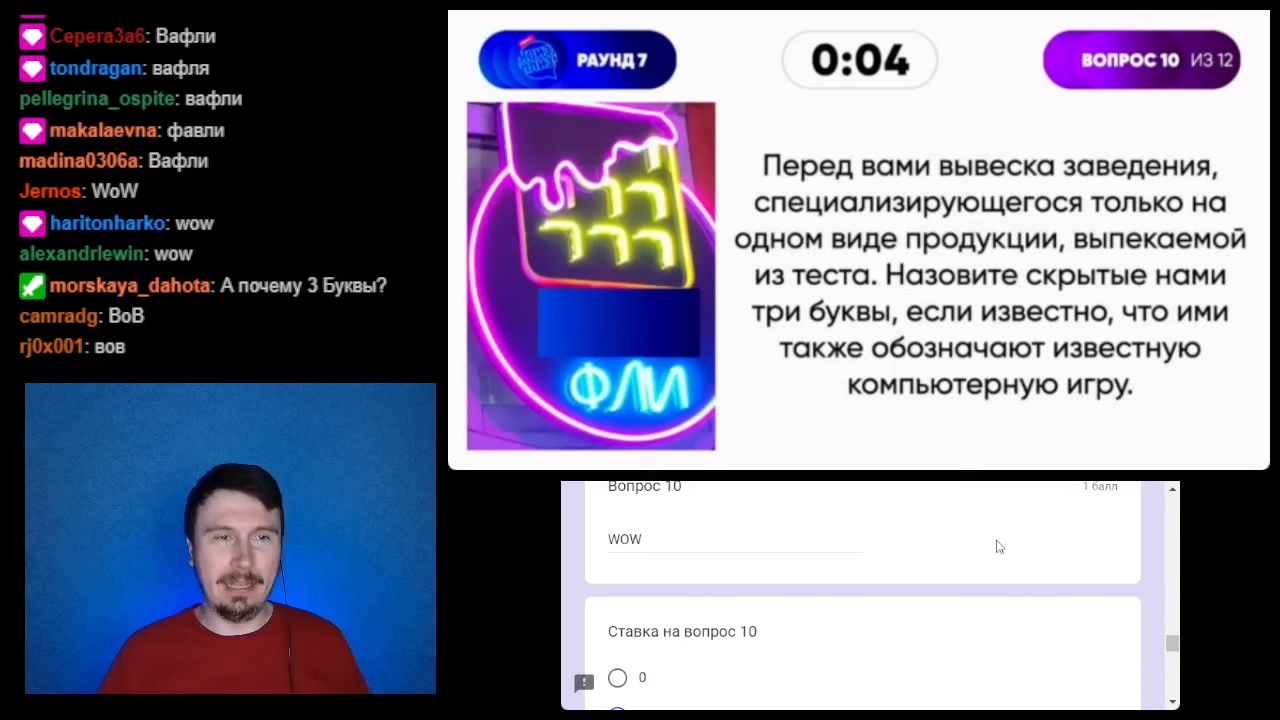 Cepera3a6: Вафли
tondragan: вафля
pellegrina_ospite: вафли
makalaevna: фавли
madina0306a: Вафли
Jernos: WoW
haritonharko: wow
alexandrlewin: wow
morskaya_dahota: А почему 3 Буквы?
camradg: ВоВ
rj0x001: вов
РАУНД 7
0:04
ВОПРОС 10 ИЗ 12
ФЛИ
Перед вами вывеска заведения,
специализирующегося только на
одном виде продукции, выпекаемой
из теста. Назовите скрытые нами
три буквы, если известно, что ими
также обозначают известную
компьютерную игру.
Вопрос 10
1 балл
WOW
Ставка на вопрос 10
0